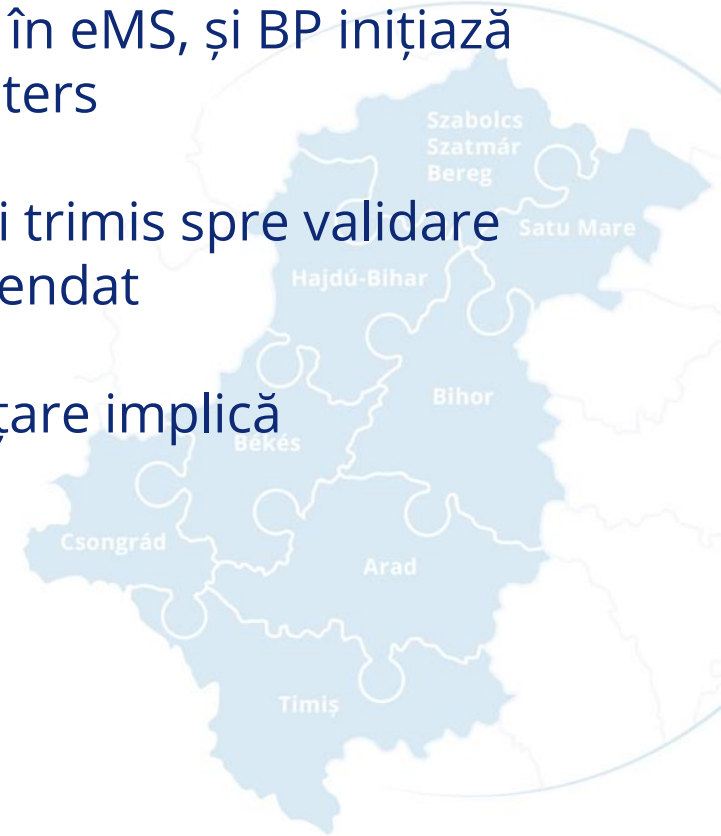 în eMS, și BP inițiază
ters
Szabolcs
Szatmár
Bereg
i trimis spre validare
Satu Mare
endat
Hajdú-Bihar
Bihor
țare implică
Békés
Csongrád
Arad
Timiș